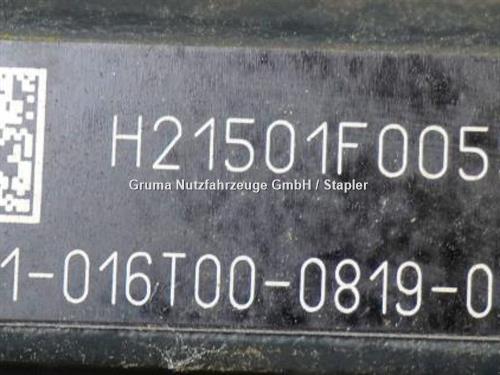 H21501F005
Gruma Nutzfahrzeuge GmbH / Stapler
1-016T00-0819-0